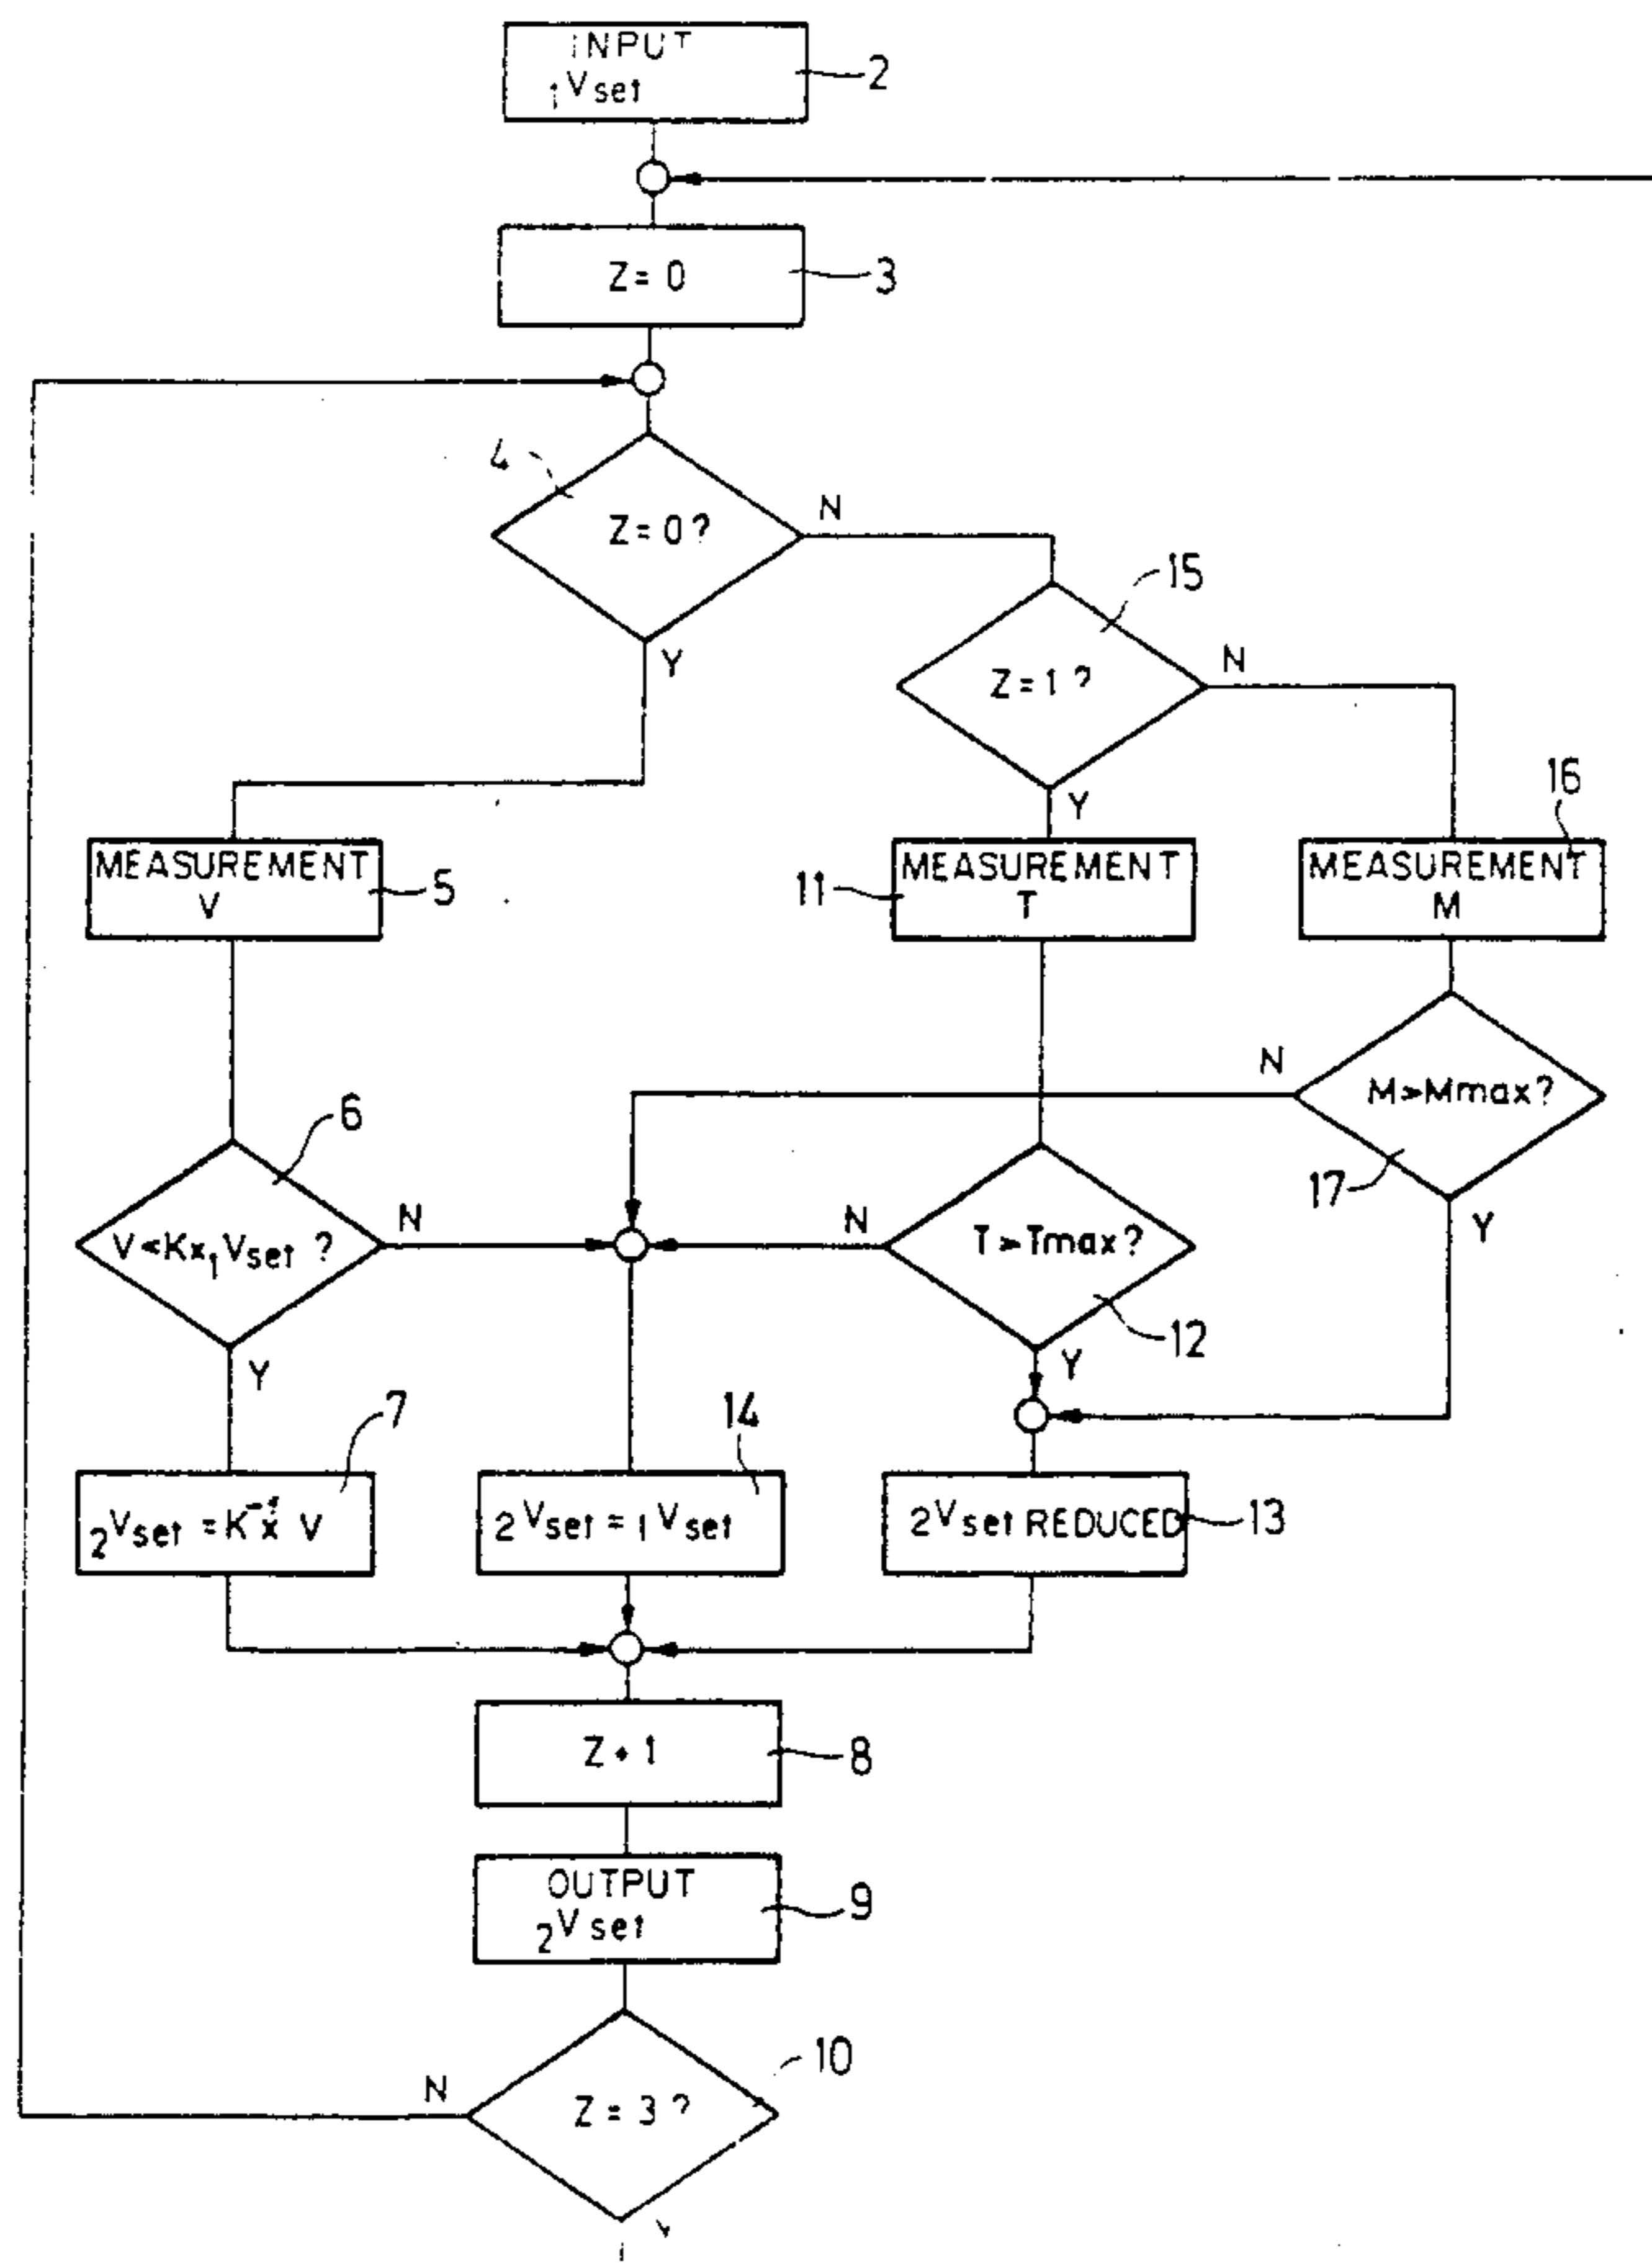 INPUT
₁Vset
2
Z = 0
3
4
Z = 0 ?
N
Y
15
Z = 1 ?
N
Y
16
MEASUREMENT
V
5
11
MEASUREMENT
T
MEASUREMENT
M
N
M>Mmax?
17
Y
6
V<Kx₁Vset ?
N
Y
N
T>Tmax?
12
Y
7
14
₂Vset = K⁻¹x V
₂Vset = ₁Vset
₂Vset REDUCED
13
Z + 1
8
OUTPUT
₂Vset
9
10
N
Z = 3 ?